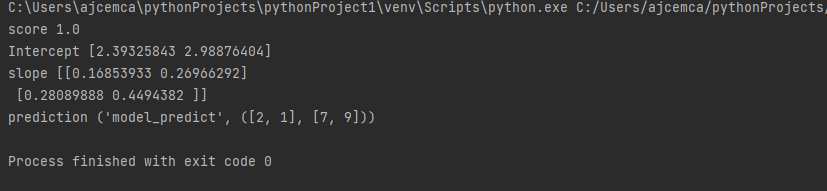 C:\Users\ajcemca\pythonProjects\pythonProject1\venv\Scripts\python.exe C:/Users/ajcemca/pythonProjects/
score 1.0
Intercept [2.39325843 2.98876404]
slope [[0.16853933 0.26966292]
 [0.28089888 0.4494382 ]]
prediction ('model_predict', ([2, 1], [7, 9]))
Process finished with exit code 0